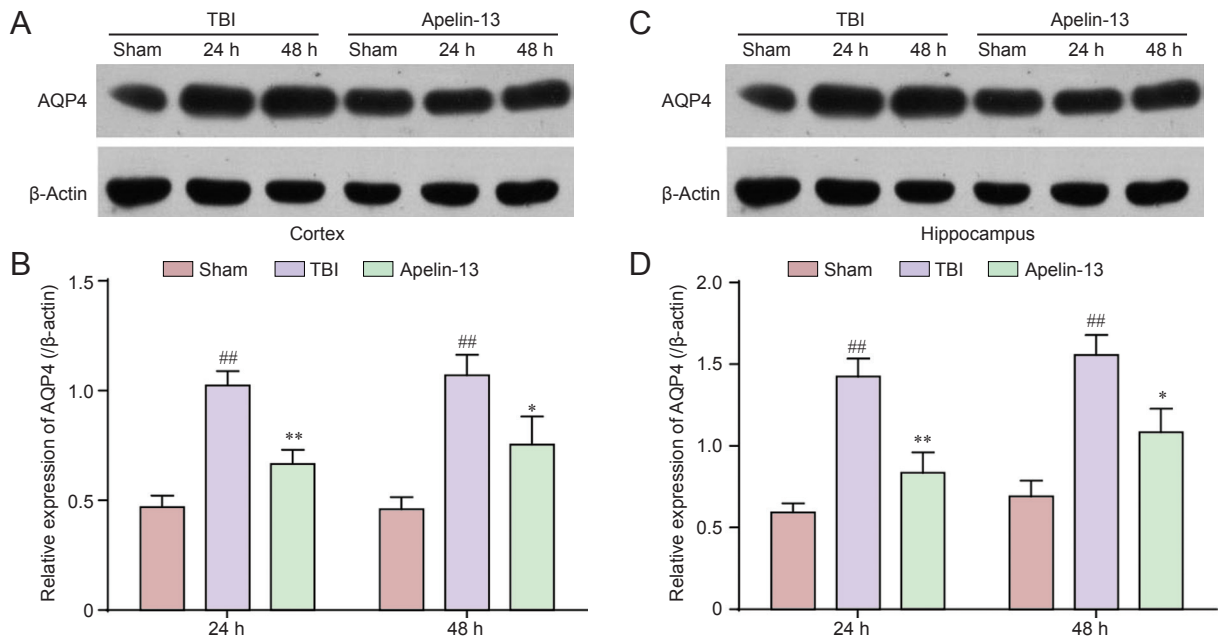 A
TBI Apelin-13
Sham 24 h 48 h Sham 24 h 48 h
AQP4
β-Actin
Cortex
B
Sham TBI Apelin-13
Relative expression of AQP4 (/β-actin)
1.5
1.0
0.5
0
##
**
##
*
24 h 48 h
C
TBI Apelin-13
Sham 24 h 48 h Sham 24 h 48 h
AQP4
β-Actin
Hippocampus
D
Sham TBI Apelin-13
Relative expression of AQP4 (/β-actin)
2.0
1.5
1.0
0.5
0
##
**
##
*
24 h 48 h